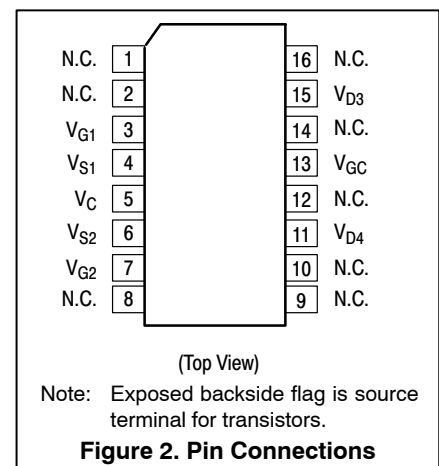 N.C. 1 16 N.C.
N.C. 2 15 VD3
VG1 3 14 N.C.
VS1 4 13 VGC
VC 5 12 N.C.
VS2 6 11 VD4
VG2 7 10 N.C.
N.C. 8 9 N.C.
(Top View)
Note: Exposed backside flag is source
terminal for transistors.
Figure 2. Pin Connections